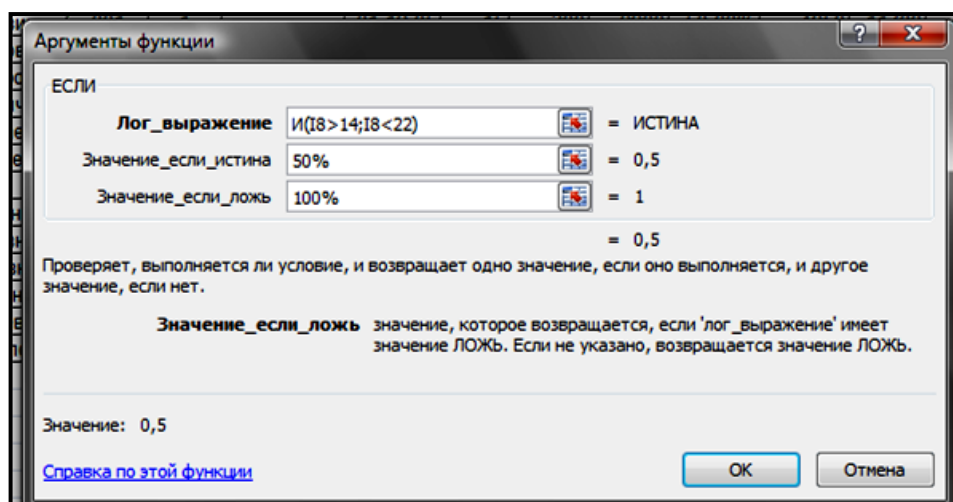 Аргументы функции
ЕСЛИ
Лог_выражение И(I8>14;I8<22) = ИСТИНА
Значение_если_истина 50% = 0,5
Значение_если_ложь 100% = 1
= 0,5
Проверяет, выполняется ли условие, и возвращает одно значение, если оно выполняется, и другое
значение, если нет.
Значение_если_ложь значение, которое возвращается, если 'лог_выражение' имеет
значение ЛОЖЬ. Если не указано, возвращается значение ЛОЖЬ.
Значение: 0,5
Справка по этой функции ОК Отмена